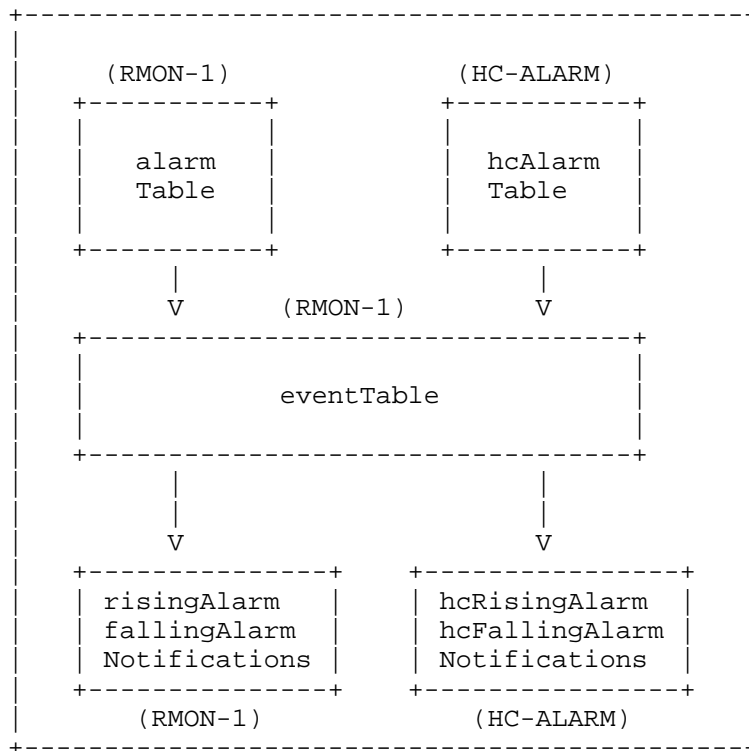 (RMON-1) (HC-ALARM)
alarm hcAlarm
Table Table
(RMON-1)
eventTable
risingAlarm hcRisingAlarm
fallingAlarm hcFallingAlarm
Notifications Notifications
(RMON-1) (HC-ALARM)